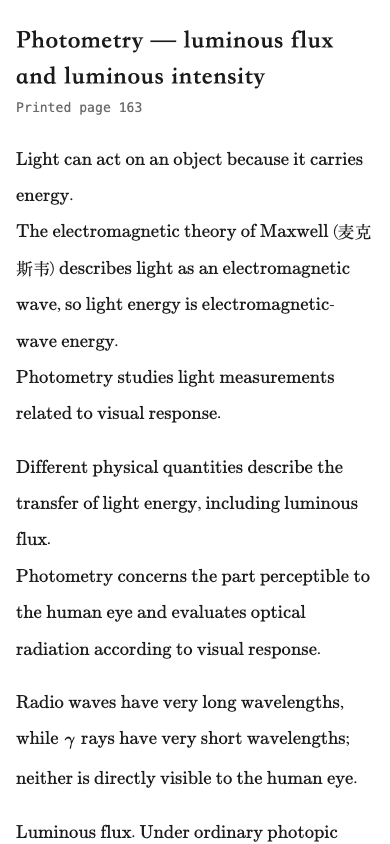 Photometry — luminous flux
and luminous intensity
Printed page 163
Light can act on an object because it carries
energy.
The electromagnetic theory of Maxwell (麦克
斯韦) describes light as an electromagnetic
wave, so light energy is electromagnetic-
wave energy.
Photometry studies light measurements
related to visual response.
Different physical quantities describe the
transfer of light energy, including luminous
flux.
Photometry concerns the part perceptible to
the human eye and evaluates optical
radiation according to visual response.
Radio waves have very long wavelengths,
while γ rays have very short wavelengths;
neither is directly visible to the human eye.
Luminous flux. Under ordinary photopic